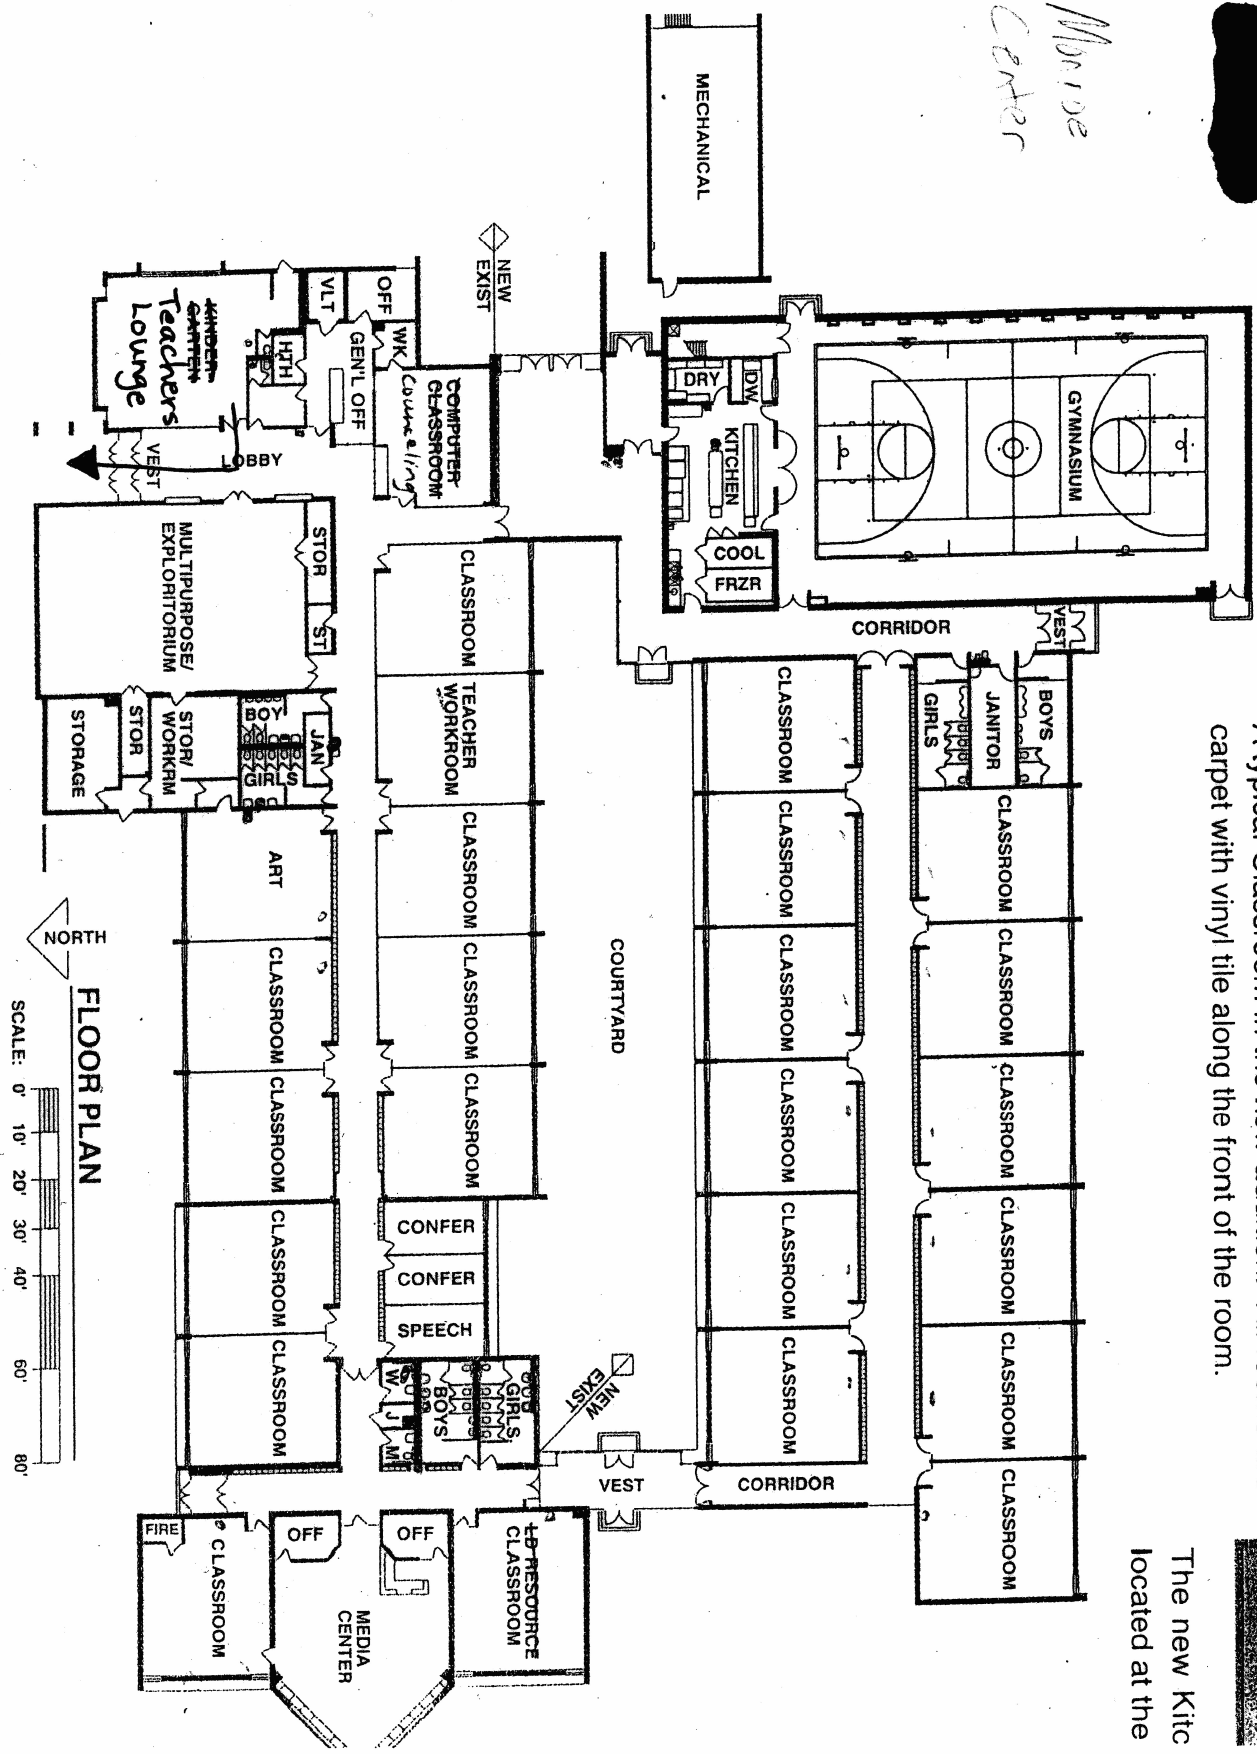 Monroe
Center
MECHANICAL
NEW
EXIST
OFF
VLT
WK
GEN'L OFF
HTH
KINDER-
GARTEN
Teachers
Lounge
COMPUTER
CLASSROOM
Counceling
LOBBY
VEST
DRY
DW
KITCHEN
COOL
FRZR
GYMNASIUM
CORRIDOR
VEST
MULTIPURPOSE/
EXPLORITORIUM
STOR
ST
STORAGE
STOR
STOR/
WORKRM
BOY
GIRLS
JAN
CLASSROOM
TEACHER
WORKROOM
CLASSROOM
CLASSROOM
CLASSROOM
ART
CLASSROOM
CLASSROOM
CLASSROOM
CLASSROOM
CONFER
CONFER
SPEECH
W
J
M
BOYS
GIRLS
COURTYARD
NEW
EXIST
GIRLS
JANITOR
BOYS
CLASSROOM
CLASSROOM
CLASSROOM
CLASSROOM
CLASSROOM
CLASSROOM
CLASSROOM
CLASSROOM
CLASSROOM
CLASSROOM
CLASSROOM
CLASSROOM
VEST
CORRIDOR
FIRE
CLASSROOM
OFF
OFF
MEDIA
CENTER
LD RESOURCE
CLASSROOM
NORTH
FLOOR PLAN
SCALE: 0' 10' 20' 30' 40' 60' 80'
carpet with vinyl tile along the front of the room.
The new Kitc
located at the